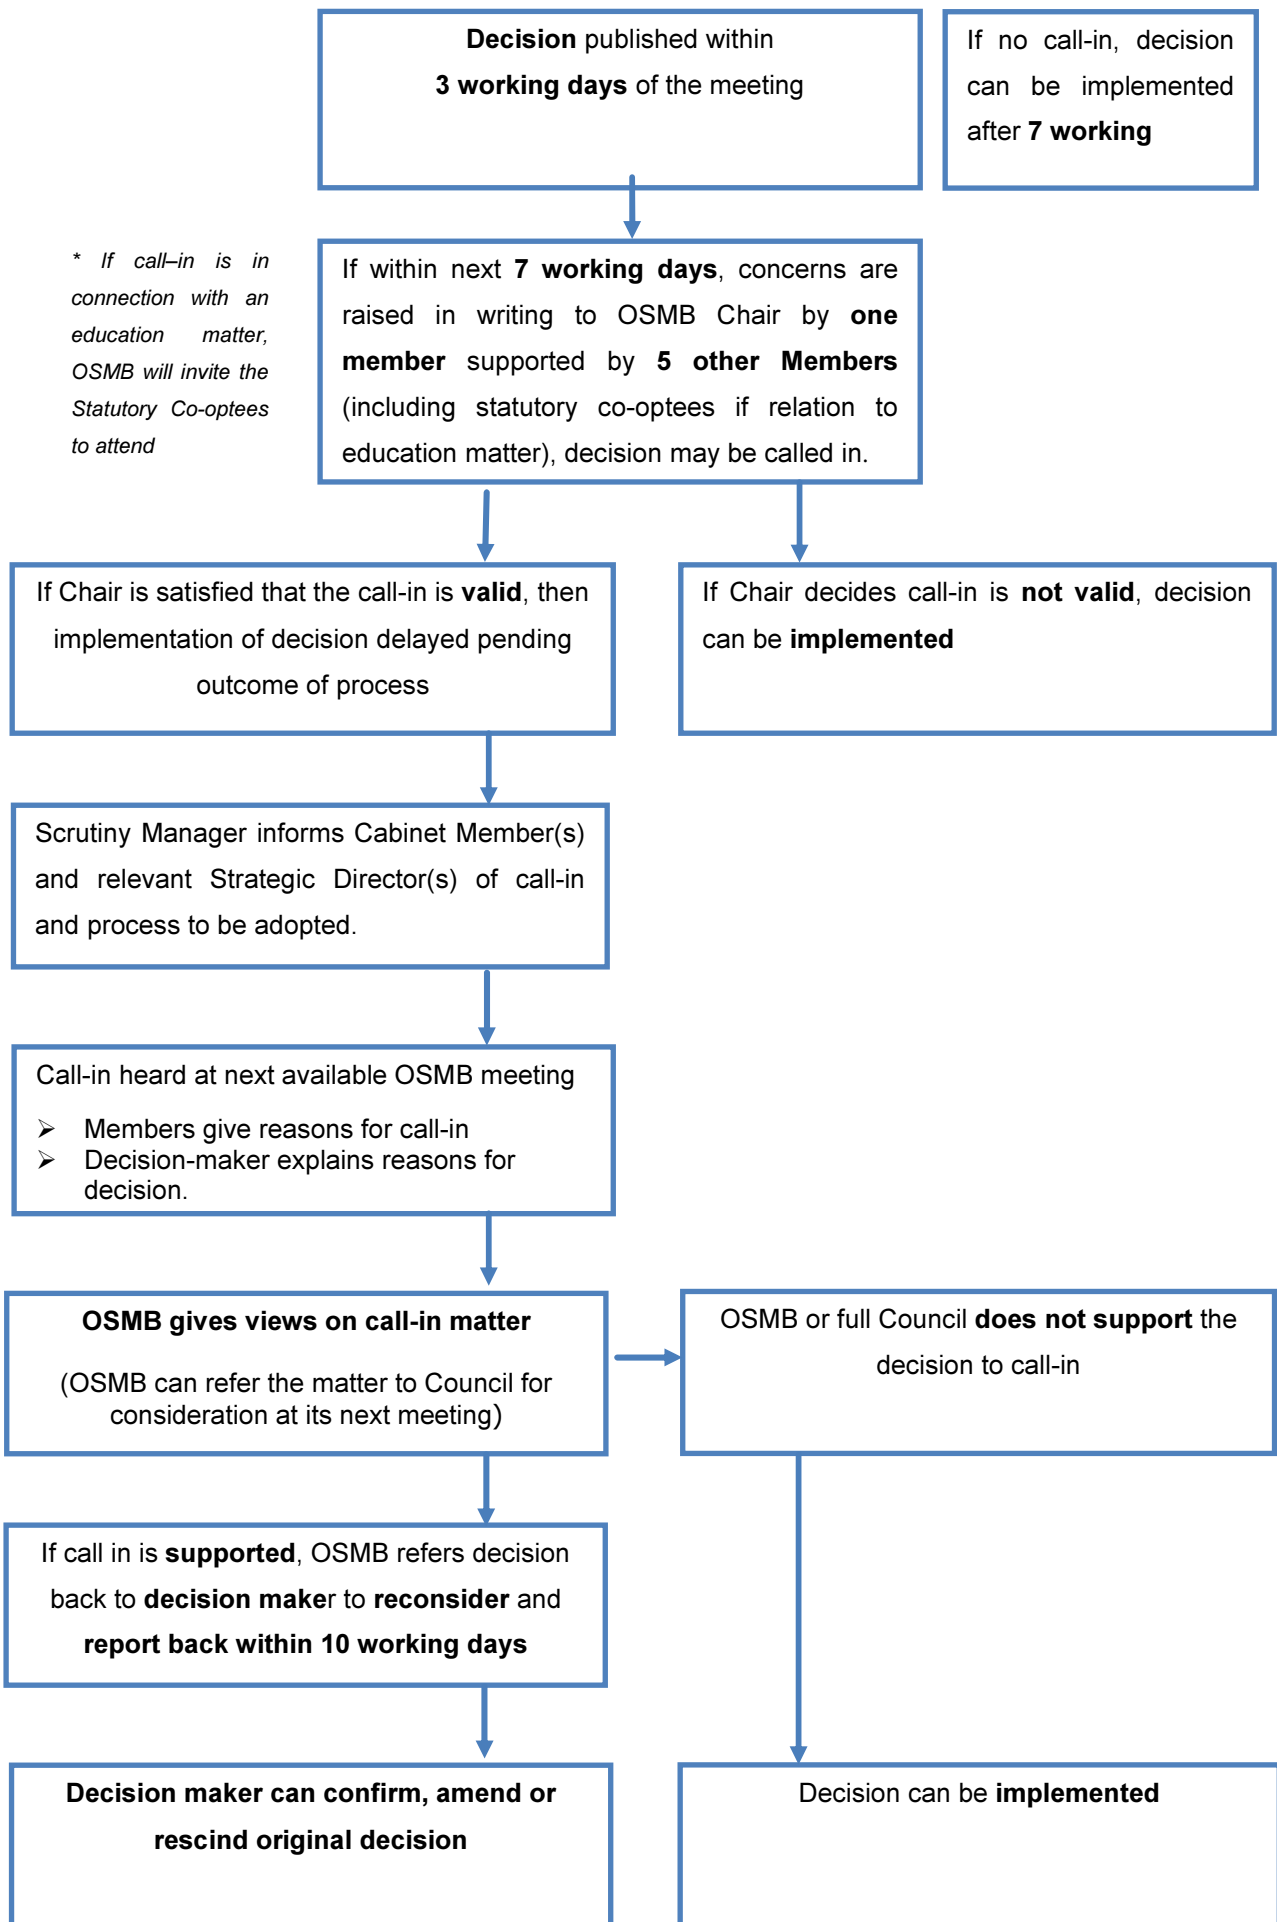 Decision published within
3 working days of the meeting
If no call-in, decision
can be implemented
after 7 working
* If call–in is in
connection with an
education matter,
OSMB will invite the
Statutory Co-optees
to attend
If within next 7 working days, concerns are
raised in writing to OSMB Chair by one
member supported by 5 other Members
(including statutory co-optees if relation to
education matter), decision may be called in.
If Chair is satisfied that the call-in is valid, then
implementation of decision delayed pending
outcome of process
If Chair decides call-in is not valid, decision
can be implemented
Scrutiny Manager informs Cabinet Member(s)
and relevant Strategic Director(s) of call-in
and process to be adopted.
Call-in heard at next available OSMB meeting
➢ Members give reasons for call-in
➢ Decision-maker explains reasons for
decision.
OSMB gives views on call-in matter
(OSMB can refer the matter to Council for
consideration at its next meeting)
OSMB or full Council does not support the
decision to call-in
If call in is supported, OSMB refers decision
back to decision maker to reconsider and
report back within 10 working days
Decision maker can confirm, amend or
rescind original decision
Decision can be implemented